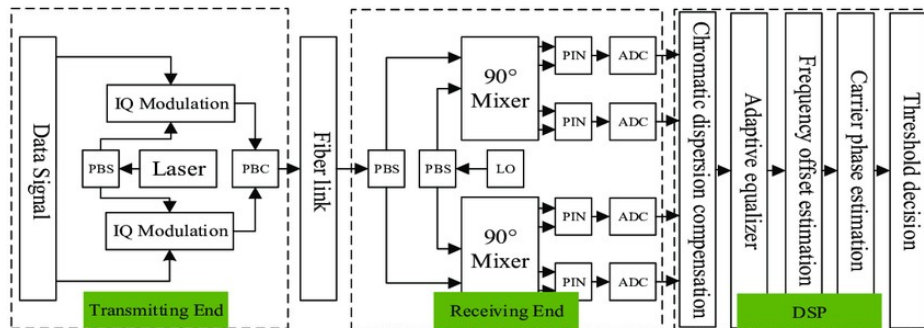 Data Signal
IQ Modulation
PBS
Laser
PBC
IQ Modulation
Transmitting End
Fiber link
PBS
PBS
LO
90°
Mixer
PIN
ADC
PIN
ADC
90°
Mixer
PIN
ADC
PIN
ADC
Receiving End
Chromatic dispersion compensation
Adaptive equalizer
Frequency offset estimation
Carrier phase estimation
Threshold decision
DSP